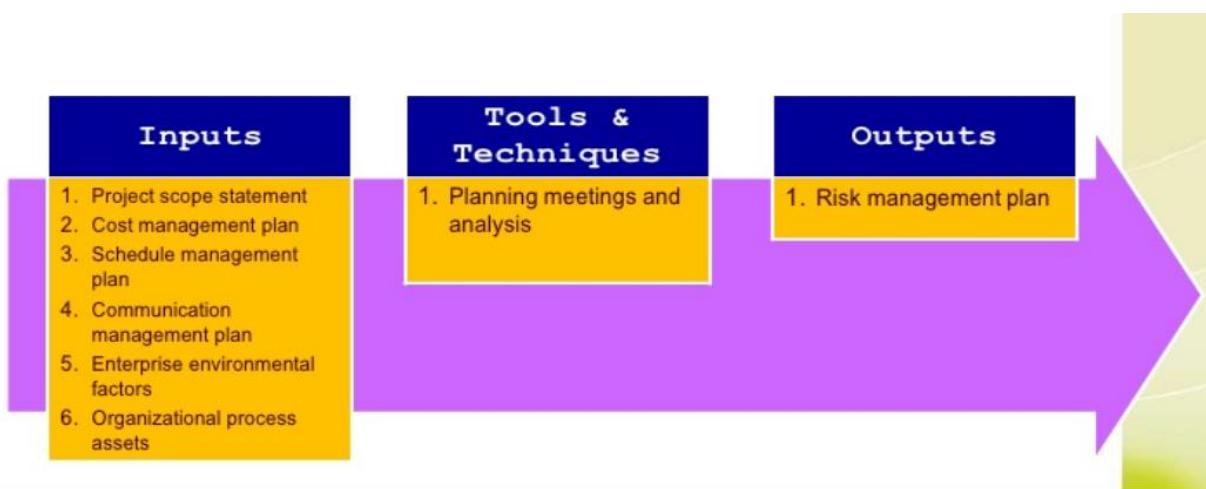 Inputs
1. Project scope statement
2. Cost management plan
3. Schedule management
plan
4. Communication
management plan
5. Enterprise environmental
factors
6. Organizational process
assets
Tools &
Techniques
1. Planning meetings and
analysis
Outputs
1. Risk management plan